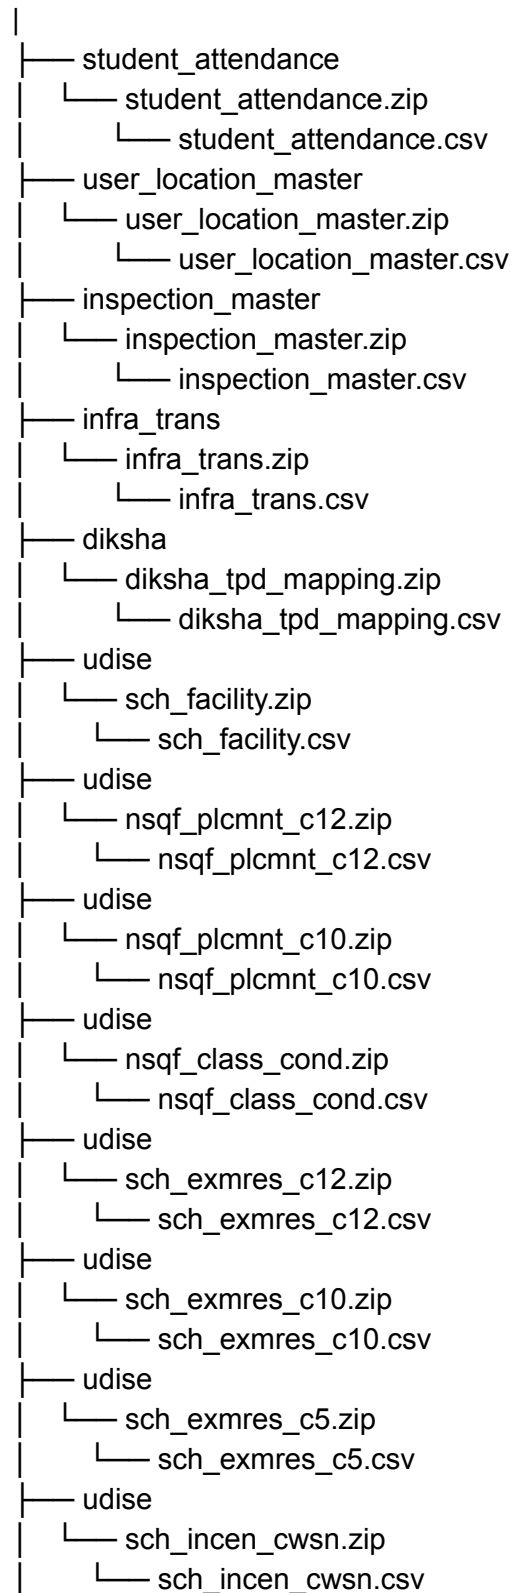 |
├── student_attendance
│   └── student_attendance.zip
│       └── student_attendance.csv
├── user_location_master
│   └── user_location_master.zip
│       └── user_location_master.csv
├── inspection_master
│   └── inspection_master.zip
│       └── inspection_master.csv
├── infra_trans
│   └── infra_trans.zip
│       └── infra_trans.csv
├── diksha
│   └── diksha_tpd_mapping.zip
│       └── diksha_tpd_mapping.csv
├── udise
│   └── sch_facility.zip
│     └── sch_facility.csv
├── udise
│   └── nsqf_plcmnt_c12.zip
│     └── nsqf_plcmnt_c12.csv
├── udise
│   └── nsqf_plcmnt_c10.zip
│     └── nsqf_plcmnt_c10.csv
├── udise
│   └── nsqf_class_cond.zip
│     └── nsqf_class_cond.csv
├── udise
│   └── sch_exmres_c12.zip
│     └── sch_exmres_c12.csv
├── udise
│   └── sch_exmres_c10.zip
│     └── sch_exmres_c10.csv
├── udise
│   └── sch_exmres_c5.zip
│     └── sch_exmres_c5.csv
├── udise
│   └── sch_incen_cwsn.zip
│     └── sch_incen_cwsn.csv